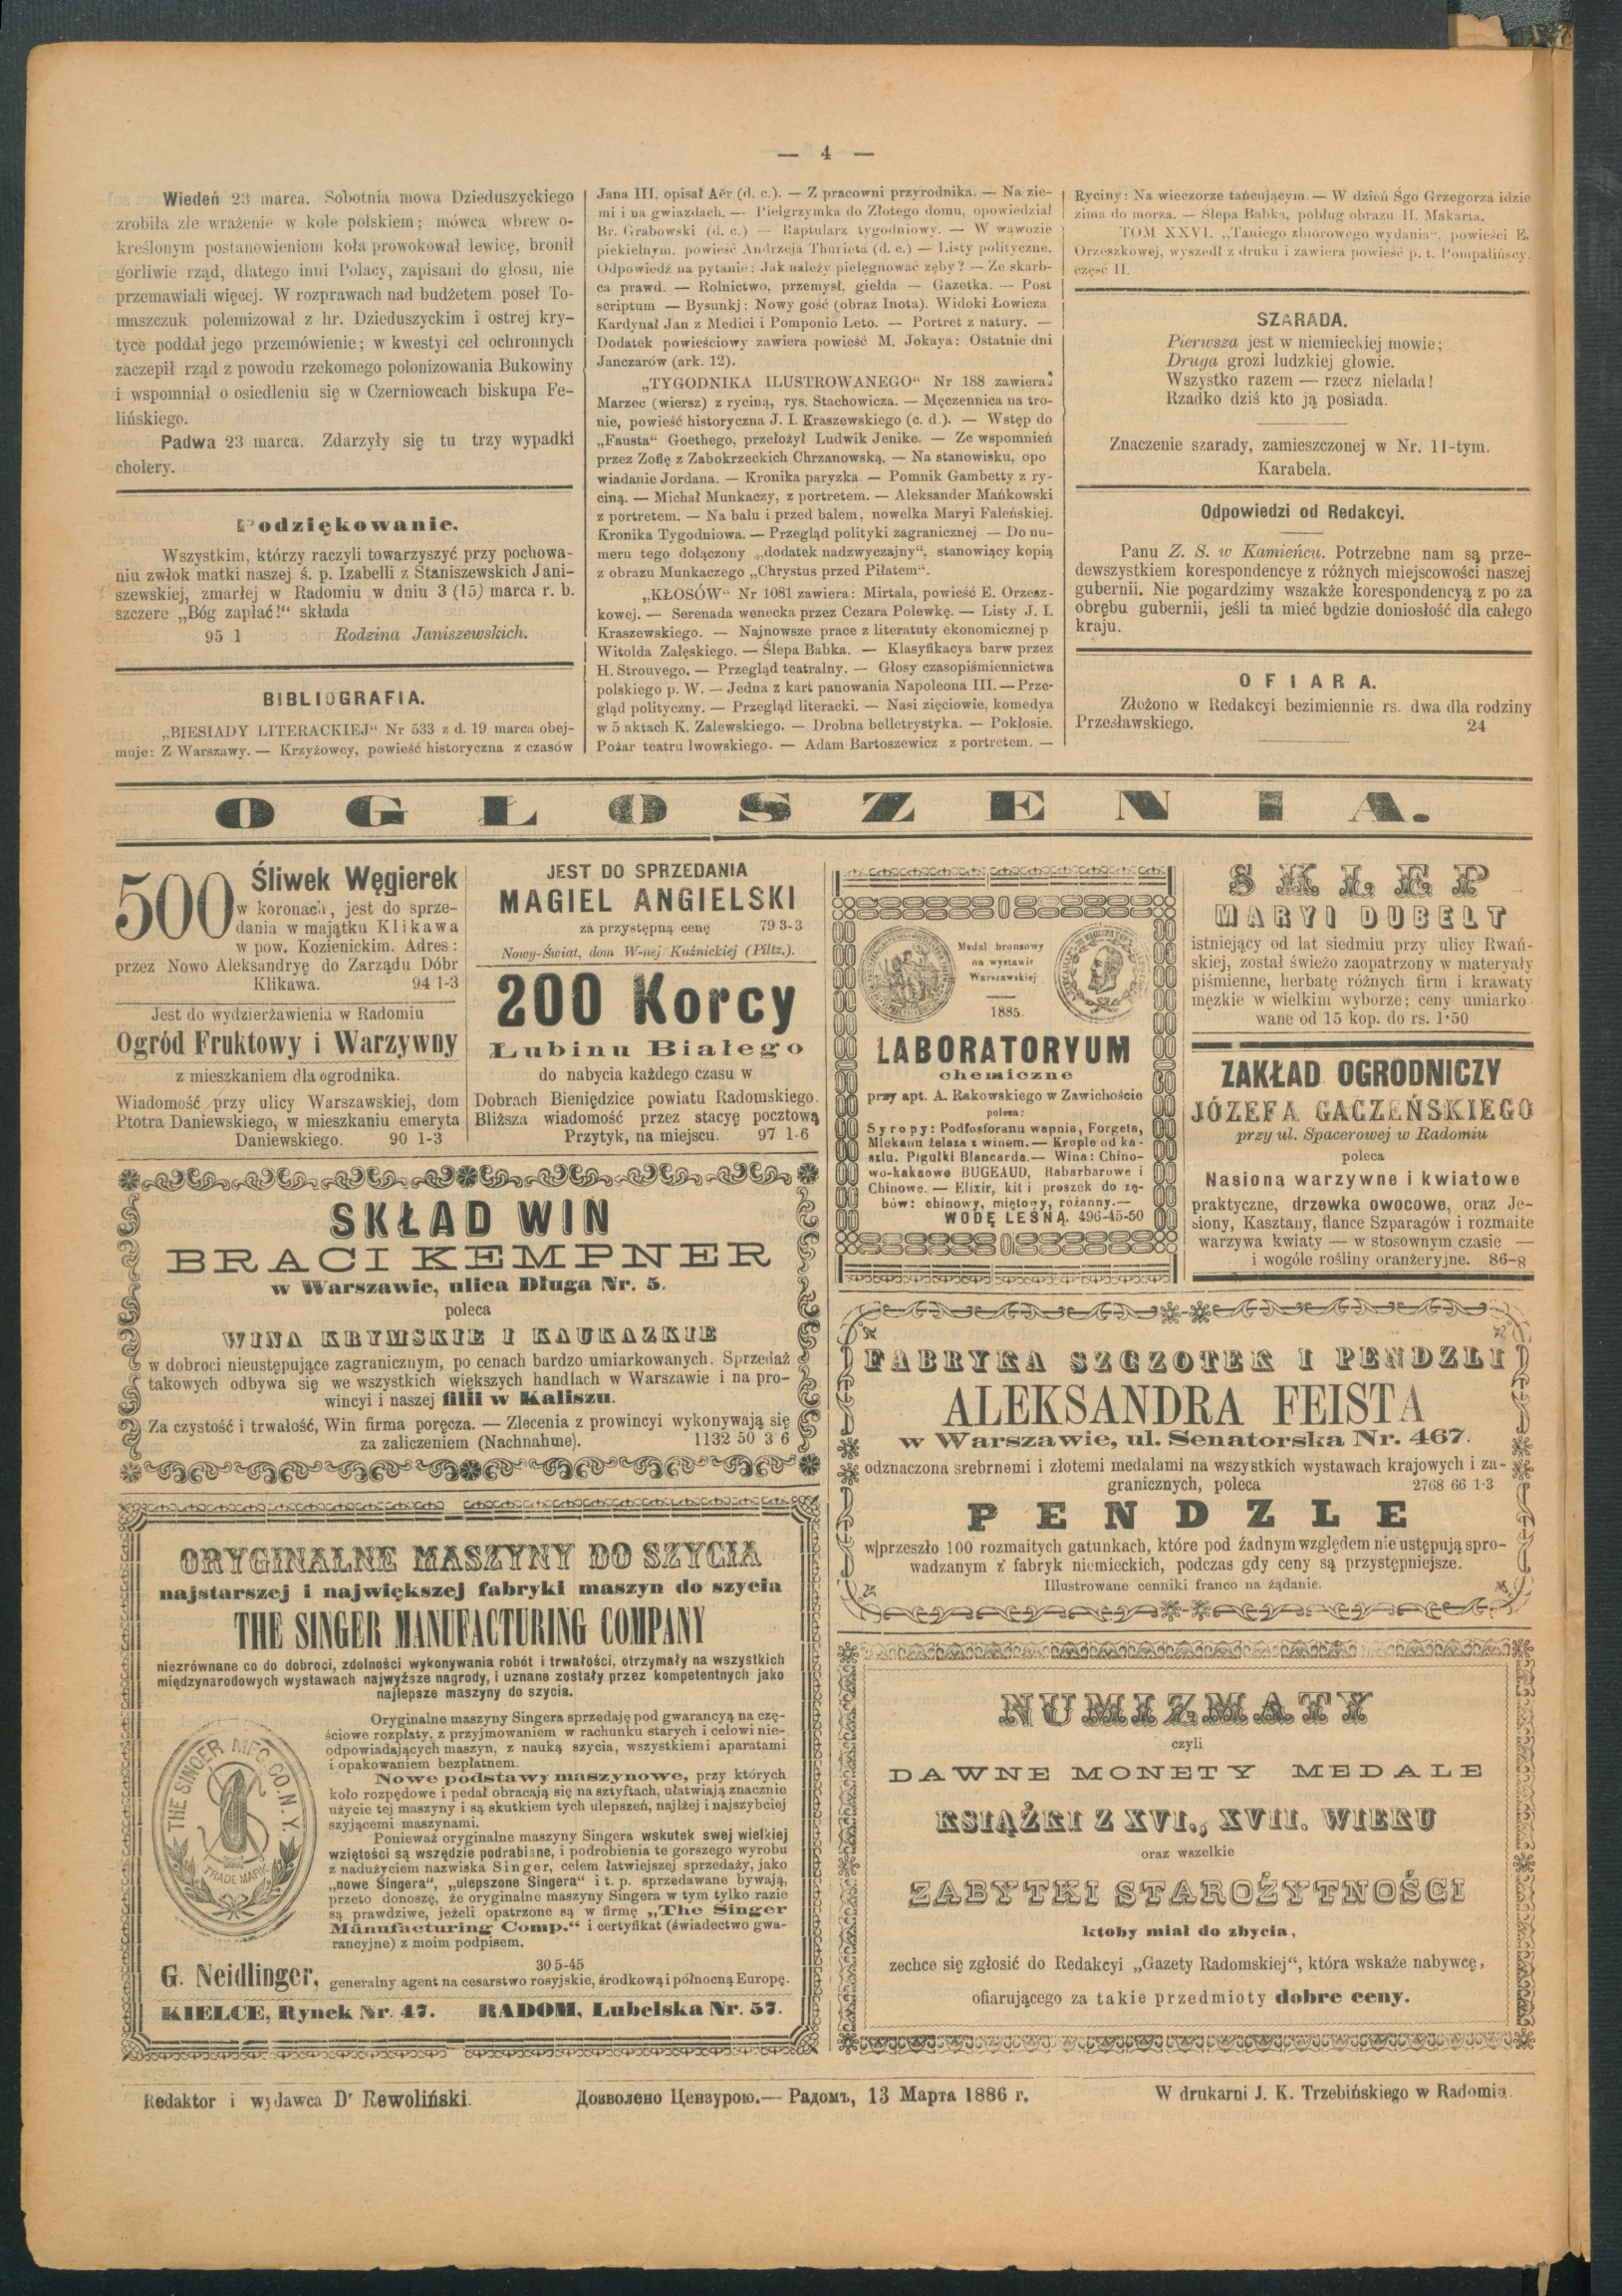 — 4 —
Wiedeń 23 marca. Sobotnia mowa Dzieduszyckiego
zrobiła złe wrażenie w kole polskiem; mówca wbrew o-
kreślonym postanowieniom koła prowokował lewicę, bronił
gorliwie rząd, dlatego inni Polacy, zapisani do głosu, nie
przemawiali więcej. W rozprawach nad budżetem poseł To-
maszczuk polemizował z hr. Dzieduszyckim i ostrej kry-
tyce poddał jego przemówienie; w kwestyi ceł ochronnych
zaczepił rząd z powodu rzekomego polonizowania Bukowiny
i wspomniał o osiedleniu się w Czerniowcach biskupa Fe-
lińskiego.
Padwa 23 marca. Zdarzyły się tu trzy wypadki
cholery.
Podziękowanie.
Wszystkim, którzy raczyli towarzyszyć przy pochowa-
niu zwłok matki naszej ś. p. Izabelli z Staniszewskich Jani-
szewskiej, zmarłej w Radomiu w dniu 3 (15) marca r. b.
szczere „Bóg zapłać!“ składa
95 1 Rodzina Janiszewskich.
BIBLIOGRAFIA.
„BIESIADY LITERACKIEJ“ Nr 533 z d. 19 marca obej-
muje: Z Warszawy. — Krzyżowcy, powieść historyczna z czasów
Jana III, opisał Aër (d. c.). — Z pracowni przyrodnika. — Na zie-
mi i na gwiazdach. — Pielgrzymka do Złotego domu, opowiedział
Br. Grabowski (d. c.) — Raptularz tygodniowy. — W wąwozie
piekielnym, powieść Andrzeja Thurieta (d. c.) — Listy polityczne.
Odpowiedź na pytanie: Jak należy pielęgnować zęby? — Ze skarb-
ca prawd. — Rolnictwo, przemysł, giełda — Gazetka. — Post
scriptum — Bysunkj: Nowy gość (obraz Inota). Widoki Łowicza
Kardynał Jan z Medici i Pomponio Leto. — Portret z natury. —
Dodatek powieściowy zawiera powieść M. Jokaya: Ostatnie dni
Janczarów (ark. 12).
„TYGODNIKA ILUSTROWANEGO“ Nr 188 zawiera:
Marzec (wiersz) z ryciną, rys. Stachowicza. — Męczennica na tro-
nie, powieść historyczna J. I. Kraszewskiego (c. d.). — Wstęp do
„Fausta“ Goethego, przełożył Ludwik Jenike. — Ze wspomnień
przez Zofię z Zabokrzeckich Chrzanowską. — Na stanowisku, opo
wiadanie Jordana. — Kronika paryzka — Pomnik Gambetty z ry-
ciną. — Michał Munkaczy, z portretem. — Aleksander Mańkowski
z portretem. — Na balu i przed balem, nowelka Maryi Faleńskiej.
Kronika Tygodniowa. — Przegląd polityki zagranicznej — Do nu-
meru tego dołączony „dodatek nadzwyczajny“, stanowiący kopią
z obrazu Munkaczego „Chrystus przed Piłatem“.
„KŁOSÓW“ Nr 1081 zawiera: Mirtala, powieść E. Orzesz-
kowej. — Serenada wenecka przez Cezara Polewkę. — Listy J. I.
Kraszewskiego. — Najnowsze prace z literatuty ekonomicznej p
Witolda Załęskiego. — Ślepa Babka. — Klasyfikacya barw przez
H. Strouvego. — Przegląd teatralny. — Głosy czasopiśmiennictwa
polskiego p. W. — Jedna z kart panowania Napoleona III. — Prze-
gląd polityczny. — Przegląd literacki. — Nasi zięciowie, komedya
w 5 aktach K. Zalewskiego. — Drobna belletrystyka. — Pokłosie.
Pożar teatru lwowskiego. — Adam Bartoszewicz z portretem. —
Ryciny: Na wieczorze tańcującym. — W dzień Śgo Grzegorza idzie
zima do morza. — Ślepa Babka, podług obrazu H. Makarta.
TOM XXVI. „Taniego zbiorowego wydania“, powieści E.
Orzeszkowej, wyszedł z druku i zawiera powieść p. t. Pompalińscy,
część II.
SZARADA.
Pierwsza jest w niemieckiej mowie;
Druga grozi ludzkiej głowie.
Wszystko razem — rzecz nielada!
Rzadko dziś kto ją posiada.
Znaczenie szarady, zamieszczonej w Nr. 11-tym.
Karabela.
Odpowiedzi od Redakcyi.
Panu Z. S. w Kamieńcu. Potrzebne nam są prze-
dewszystkiem korespondencye z różnych miejscowości naszej
gubernii. Nie pogardzimy wszakże korespondencyą z po za
obrębu gubernii, jeśli ta mieć będzie doniosłość dla całego
kraju.
OFIARA.
Złożono w Redakcyi bezimiennie rs. dwa dla rodziny
Przesławskiego. 24
OGŁOSZENIA.
500 Śliwek Węgierek
w koronach, jest do sprze-
dania w majątku Klikawa
w pow. Kozienickim. Adres:
przez Nowo Aleksandryę do Zarządu Dóbr
Klikawa. 94 1-3
Jest do wydzierżawienia w Radomiu
Ogród Fruktowy i Warzywny
z mieszkaniem dla ogrodnika.
Wiadomość przy ulicy Warszawskiej, dom
Ptotra Daniewskiego, w mieszkaniu emeryta
Daniewskiego. 90 1-3
JEST DO SPRZEDANIA
MAGIEL ANGIELSKI
za przystępną cenę 79 3-3
Nowy-Świat, dom W-nej Kuźnickiej (Piltz.).
200 Korcy
Lubinu Białego
do nabycia każdego czasu w
Dobrach Bieniędzice powiatu Radomskiego.
Bliższa wiadomość przez stacyę pocztową
Przytyk, na miejscu. 97 1-6
SKŁAD WIN
BRACI KEMPNER
w Warszawie, ulica Długa Nr. 5.
poleca
WINA KRYMSKIE I KAUKAZKIE
w dobroci nieustępujące zagranicznym, po cenach bardzo umiarkowanych. Sprzedaż
takowych odbywa się we wszystkich większych handlach w Warszawie i na pro-
wincyi i naszej filii w Kaliszu.
Za czystość i trwałość, Win firma poręcza. — Zlecenia z prowincyi wykonywają się
za zaliczeniem (Nachnahme). 1132 50 3 6
ORYGINALNE MASZYNY DO SZYCIA
najstarszej i największej fabryki maszyn do szycia
THE SINGER MANUFACTURING COMPANY
niezrównane co do dobroci, zdolności wykonywania robót i trwałości, otrzymały na wszystkich
międzynarodowych wystawach najwyższe nagrody, i uznane zostały przez kompetentnych jako
najlepsze maszyny do szycia.
THE SINGER MFG. CO. N. Y.
TRADE MARK
Oryginalne maszyny Singera sprzedaję pod gwarancyą na czę-
ściowe rozpłaty, z przyjmowaniem w rachunku starych i celowi nie-
odpowiadających maszyn, z nauką szycia, wszystkiemi aparatami
i opakowaniem bezpłatnem.
Nowe podstawy maszynowe, przy których
koło rozpędowe i pedał obracają się na sztyftach, ułatwiają znacznie
użycie tej maszyny i są skutkiem tych ulepszeń, najlżej i najszybciej
szyjącemi maszynami.
Ponieważ oryginalne maszyny Singera wskutek swej wielkiej
wziętości są wszędzie podrabiane, i podrobienia te gorszego wyrobu
z nadużyciem nazwiska Singer, celem łatwiejszej sprzedaży, jako
„nowe Singera“, „ulepszone Singera“ i t. p. sprzedawane bywają,
przeto donoszę, że oryginalne maszyny Singera w tym tylko razie
są prawdziwe, jeżeli opatrzone są w firmę „The Singer
Manufacturing Comp.“ i certyfikat (świadectwo gwa-
rancyjne) z moim podpisem.
30 5-45
G. Neidlinger, generalny agent na cesarstwo rosyjskie, środkową i północną Europę.
KIELCE, Rynek Nr. 47. RADOM, Lubelska Nr. 57.
Medal bronzowy
na wystawie
Warszawskiej
1885.
LABORATORYUM
chemiczne
przy apt. A. Rakowskiego w Zawichoście
poleca:
Syropy: Podfosforanu wapnia, Forgeta,
Mlekanu żelaza z winem. — Krople od ka-
szlu. Pigułki Blancarda. — Wina: Chino-
wo-kakaowe BUGEAUD, Rabarbarowe i
Chinowe. — Elixir, kit i proszek do zę-
bów: chinowy, miętowy, różanny. —
WODĘ LEŚNĄ. 496-45-50
SKLEP
MARYI DUBELT
istniejący od lat siedmiu przy ulicy Rwań-
skiej, został świeżo zaopatrzony w materyały
piśmienne, herbatę różnych firm i krawaty
męzkie w wielkim wyborze; ceny umiarko
wane od 15 kop. do rs. 1·50
ZAKŁAD OGRODNICZY
JÓZEFA GACZEŃSKIEGO
przy ul. Spacerowej w Radomiu
poleca
Nasiona warzywne i kwiatowe
praktyczne, drzewka owocowe, oraz Je-
siony, Kasztany, flance Szparagów i rozmaite
warzywa kwiaty — w stosownym czasie —
i wogóle rośliny oranżeryjne. 86-8
FABRYKA SZCZOTEK I PENDZLI
ALEKSANDRA FEISTA
w Warszawie, ul. Senatorska Nr. 467.
odznaczona srebrnemi i złotemi medalami na wszystkich wystawach krajowych i za-
granicznych, poleca 2768 66 1-3
PENDZLE
w przeszło 100 rozmaitych gatunkach, które pod żadnym względem nie ustępują spro-
wadzanym z fabryk niemieckich, podczas gdy ceny są przystępniejsze.
Illustrowane cenniki franco na żądanie.
NUMIZMATY
czyli
DAWNE MONETY MEDALE
KSIĄŻKI Z XVI., XVII. WIEKU
oraz wszelkie
ZABYTKI STAROŻYTNOŚCI
ktoby miał do zbycia,
zechce się zgłosić do Redakcyi „Gazety Radomskiej“, która wskaże nabywcę,
ofiarującego za takie przedmioty dobre ceny.
Redaktor i wydawca Dr Rewoliński.
Дозволено Цензурою.— Радомъ, 13 Марта 1886 г.
W drukarni J. K. Trzebińskiego w Radomiu